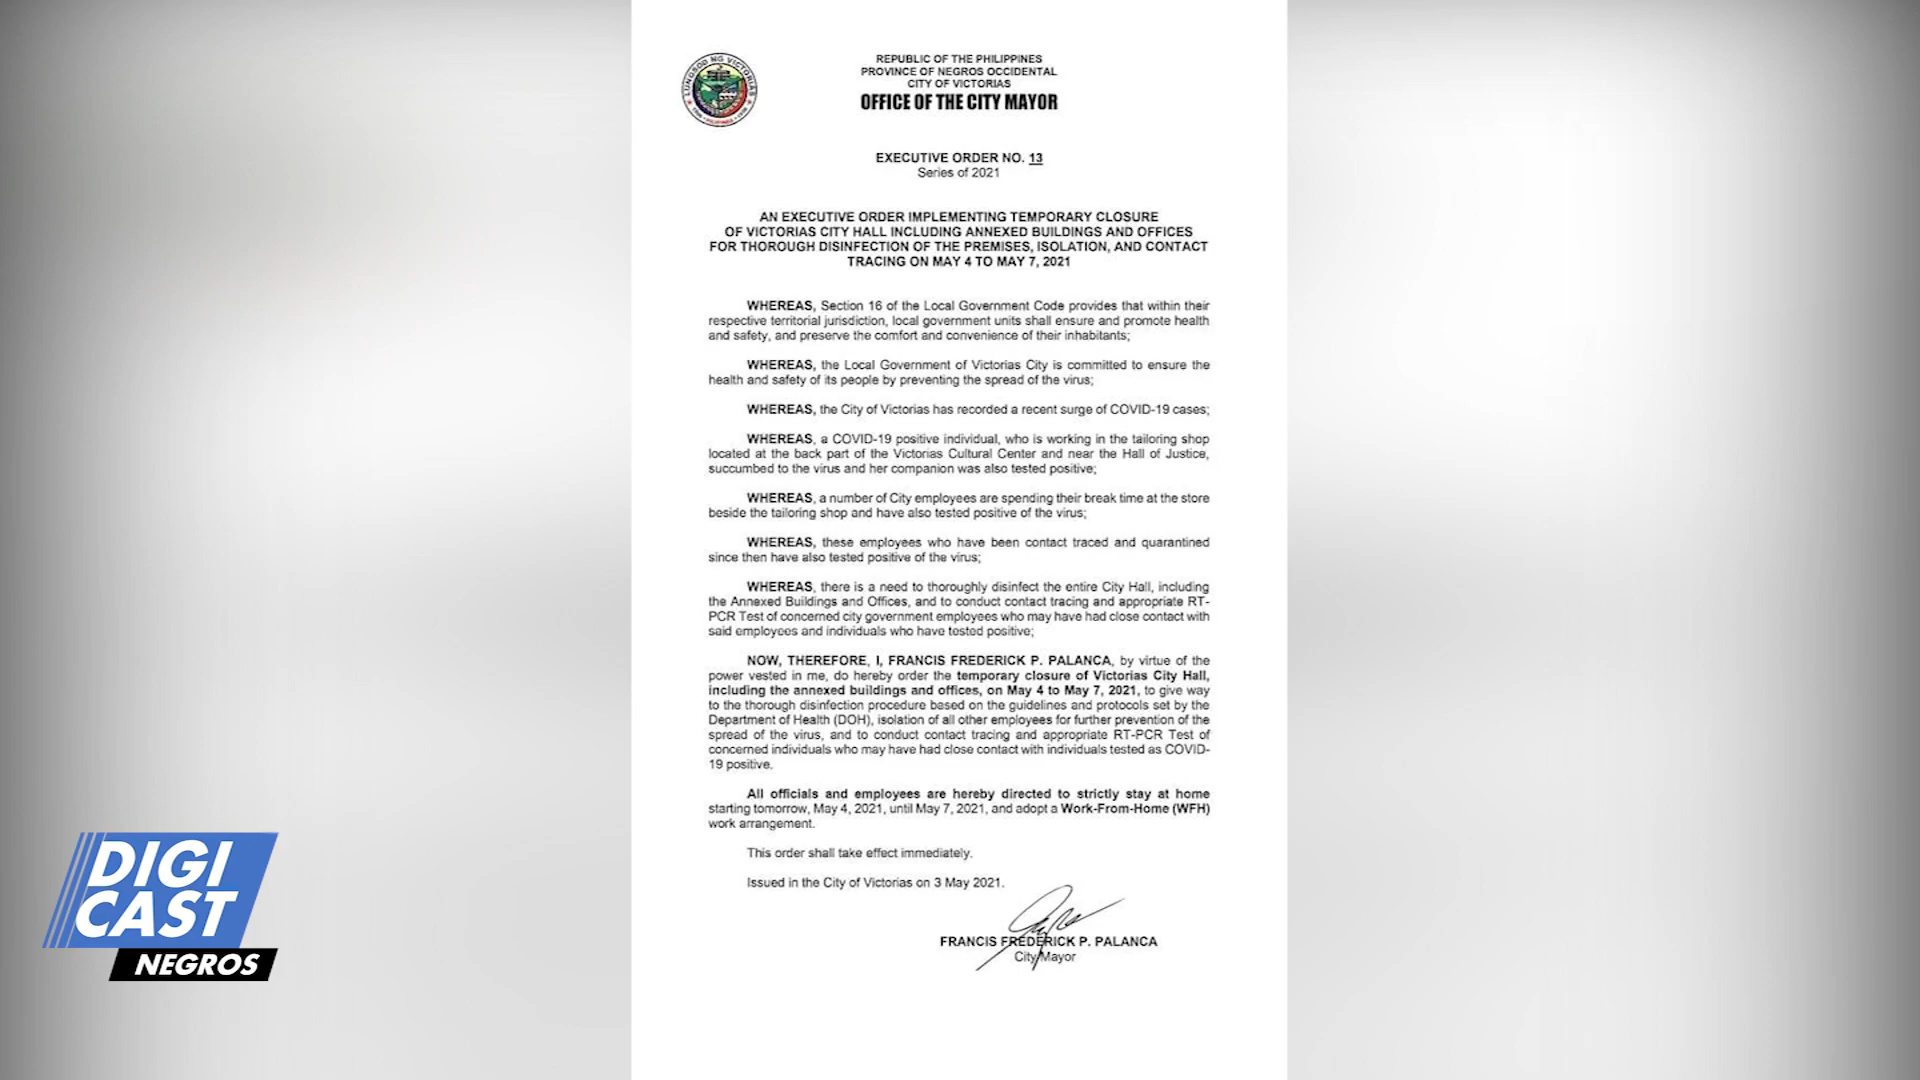 LUNGSOD NG VICTORIAS
REPUBLIC OF THE PHILIPPINES
PROVINCE OF NEGROS OCCIDENTAL
CITY OF VICTORIAS
OFFICE OF THE CITY MAYOR
EXECUTIVE ORDER NO. 13
Series of 2021
AN EXECUTIVE ORDER IMPLEMENTING TEMPORARY CLOSURE
OF VICTORIAS CITY HALL INCLUDING ANNEXED BUILDINGS AND OFFICES
FOR THOROUGH DISINFECTION OF THE PREMISES, ISOLATION, AND CONTACT
TRACING ON MAY 4 TO MAY 7, 2021
WHEREAS, Section 16 of the Local Government Code provides that within their
respective territorial jurisdiction, local government units shall ensure and promote health
and safety, and preserve the comfort and convenience of their inhabitants;
WHEREAS, the Local Government of Victorias City is committed to ensure the
health and safety of its people by preventing the spread of the virus;
WHEREAS, the City of Victorias has recorded a recent surge of COVID-19 cases;
WHEREAS, a COVID-19 positive individual, who is working in the tailoring shop
located at the back part of the Victorias Cultural Center and near the Hall of Justice,
succumbed to the virus and her companion was also tested positive;
WHEREAS, a number of City employees are spending their break time at the store
beside the tailoring shop and have also tested positive of the virus;
WHEREAS, these employees who have been contact traced and quarantined
since then have also tested positive of the virus;
WHEREAS, there is a need to thoroughly disinfect the entire City Hall, including
the Annexed Buildings and Offices, and to conduct contact tracing and appropriate RT-
PCR Test of concerned city government employees who may have had close contact with
said employees and individuals who have tested positive;
NOW, THEREFORE, I, FRANCIS FREDERICK P. PALANCA, by virtue of the
power vested in me, do hereby order the temporary closure of Victorias City Hall,
including the annexed buildings and offices, on May 4 to May 7, 2021, to give way
to the thorough disinfection procedure based on the guidelines and protocols set by the
Department of Health (DOH), isolation of all other employees for further prevention of the
spread of the virus, and to conduct contact tracing and appropriate RT-PCR Test of
concerned individuals who may have had close contact with individuals tested as COVID-
19 positive.
All officials and employees are hereby directed to strictly stay at home
starting tomorrow, May 4, 2021, until May 7, 2021, and adopt a Work-From-Home (WFH)
work arrangement.
This order shall take effect immediately.
Issued in the City of Victorias on 3 May 2021.
FRANCIS FREDERICK P. PALANCA
City Mayor
DIGI
CAST
NEGROS